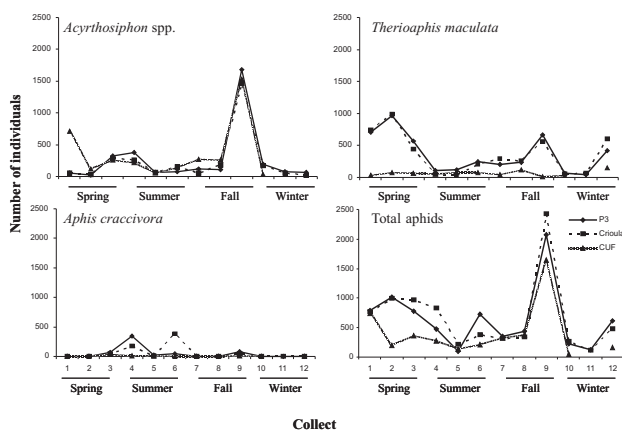 Acyrthosiphon spp.
2500
2000
1500
1000
500
0
Spring Summer Fall Winter
Therioaphis maculata
2500
2000
1500
1000
500
0
Spring Summer Fall Winter
Number of individuals
Aphis craccivora
2500
2000
1500
1000
500
0
1 2 3 4 5 6 7 8 9 10 11 12
Spring Summer Fall Winter
Total aphids
2500
2000
1500
1000
500
0
P3
Crioula
CUF
1 2 3 4 5 6 7 8 9 10 11 12
Spring Summer Fall Winter
Collect